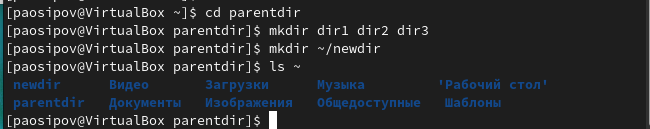 [paosipov@VirtualBox ~]$ cd parentdir
[paosipov@VirtualBox parentdir]$ mkdir dir1 dir2 dir3
[paosipov@VirtualBox parentdir]$ mkdir ~/newdir
[paosipov@VirtualBox parentdir]$ ls ~
newdir Видео Загрузки Музыка 'Рабочий стол'
parentdir Документы Изображения Общедоступные Шаблоны
[paosipov@VirtualBox parentdir]$